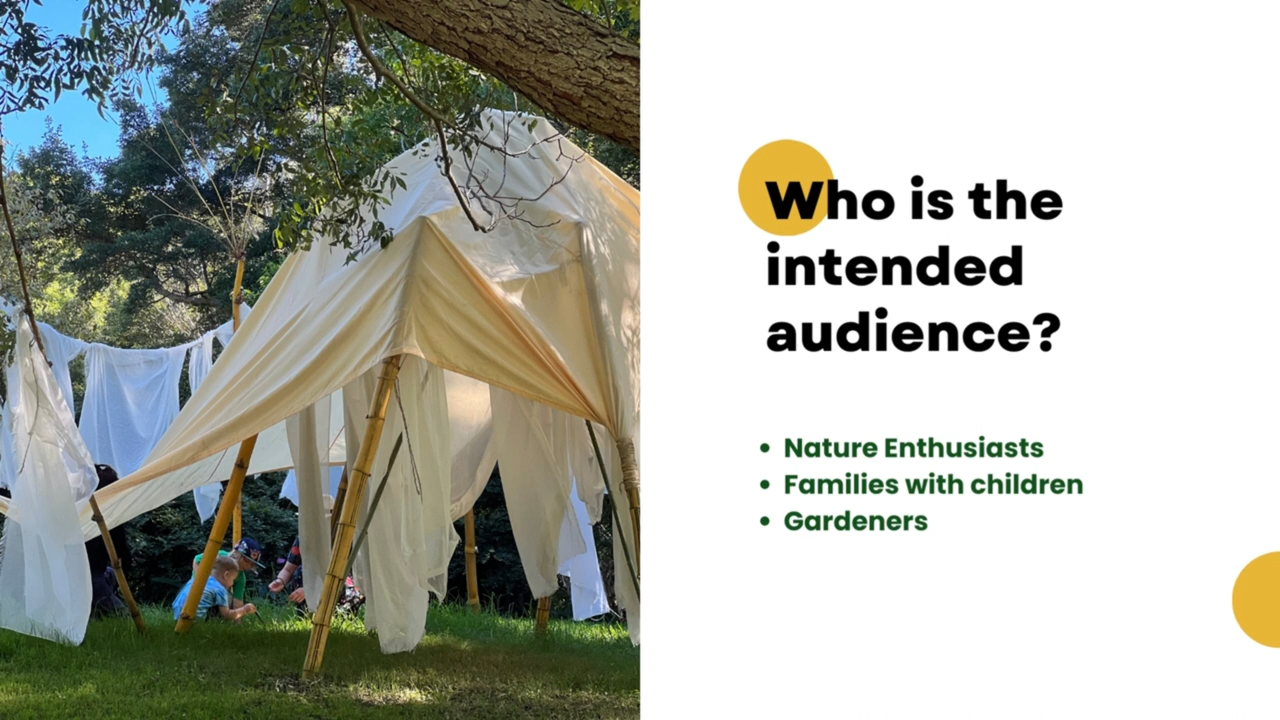 Who is the
intended
audience?
• Nature Enthusiasts
• Families with children
• Gardeners